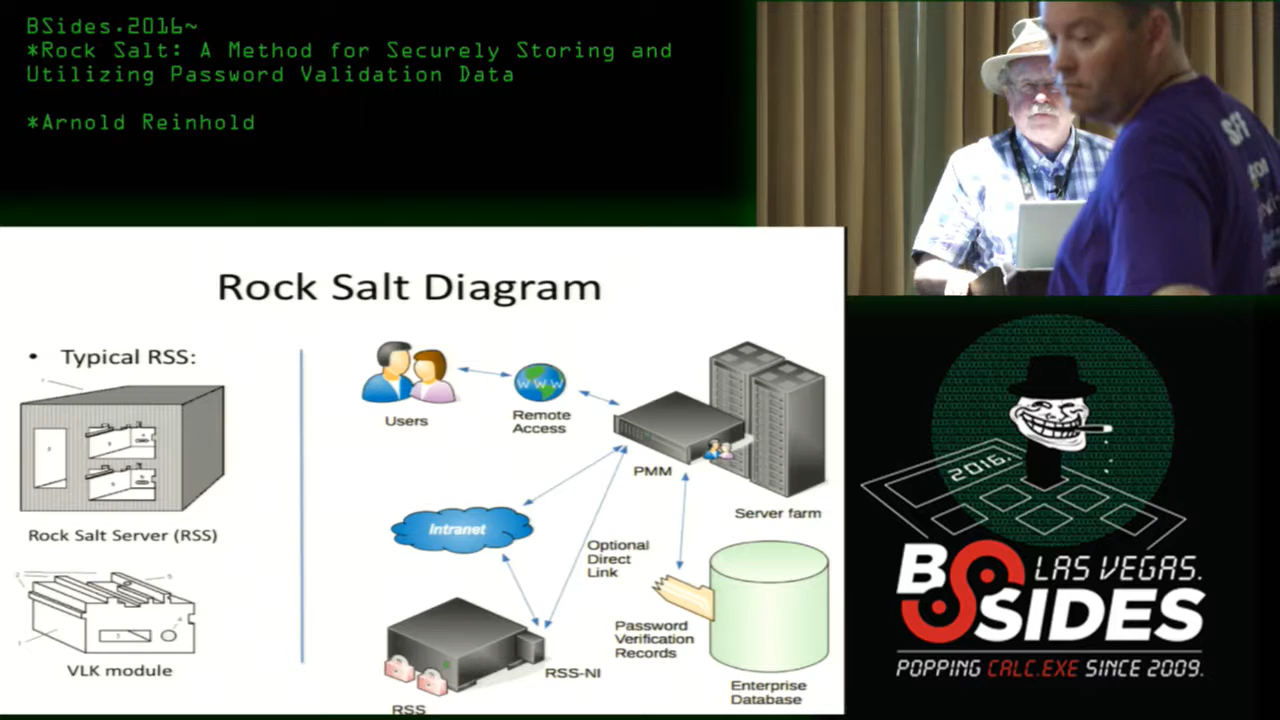 BSides.2016~
*Rock Salt: A Method for Securely Storing and
Utilizing Password Validation Data
*Arnold Reinhold
Rock Salt Diagram
• Typical RSS:
Rock Salt Server (RSS)
VLK module
Users
WWW
Remote
Access
PMM
Server farm
Intranet
Optional
Direct
Link
Password
Verification
Records
RSS-NI
RSS
Enterprise
Database
2016.
BSIDES
LAS VEGAS.
POPPING CALC.EXE SINCE 2009.